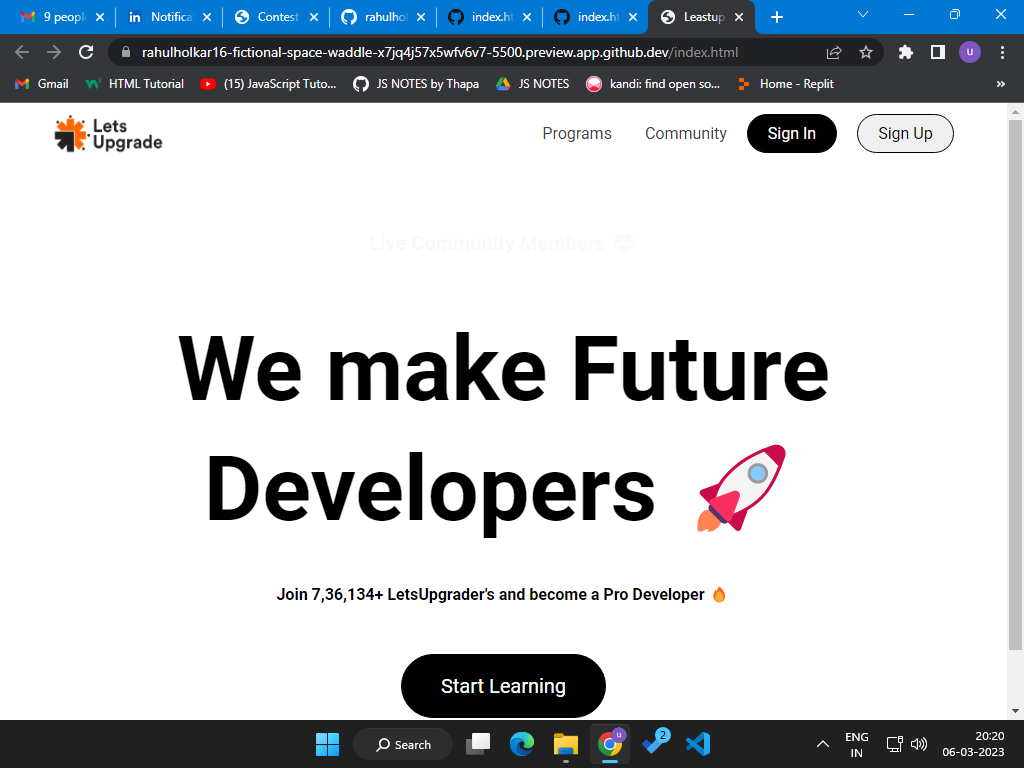 9 peopl
Notifica
Contest
rahulhol
index.ht
index.ht
Leastup
rahulholkar16-fictional-space-waddle-x7jq4j57x5wfv6v7-5500.preview.app.github.dev/index.html
u
Gmail
HTML Tutorial
(15) JavaScript Tuto...
JS NOTES by Thapa
JS NOTES
kandi: find open so...
Home - Replit
»
Lets
Upgrade
Programs
Community
Sign In
Sign Up
Live Community Members
We make Future
Developers 🚀
Join 7,36,134+ LetsUpgrader's and become a Pro Developer 🔥
Start Learning
Search
u
2
ENG
IN
20:20
06-03-2023